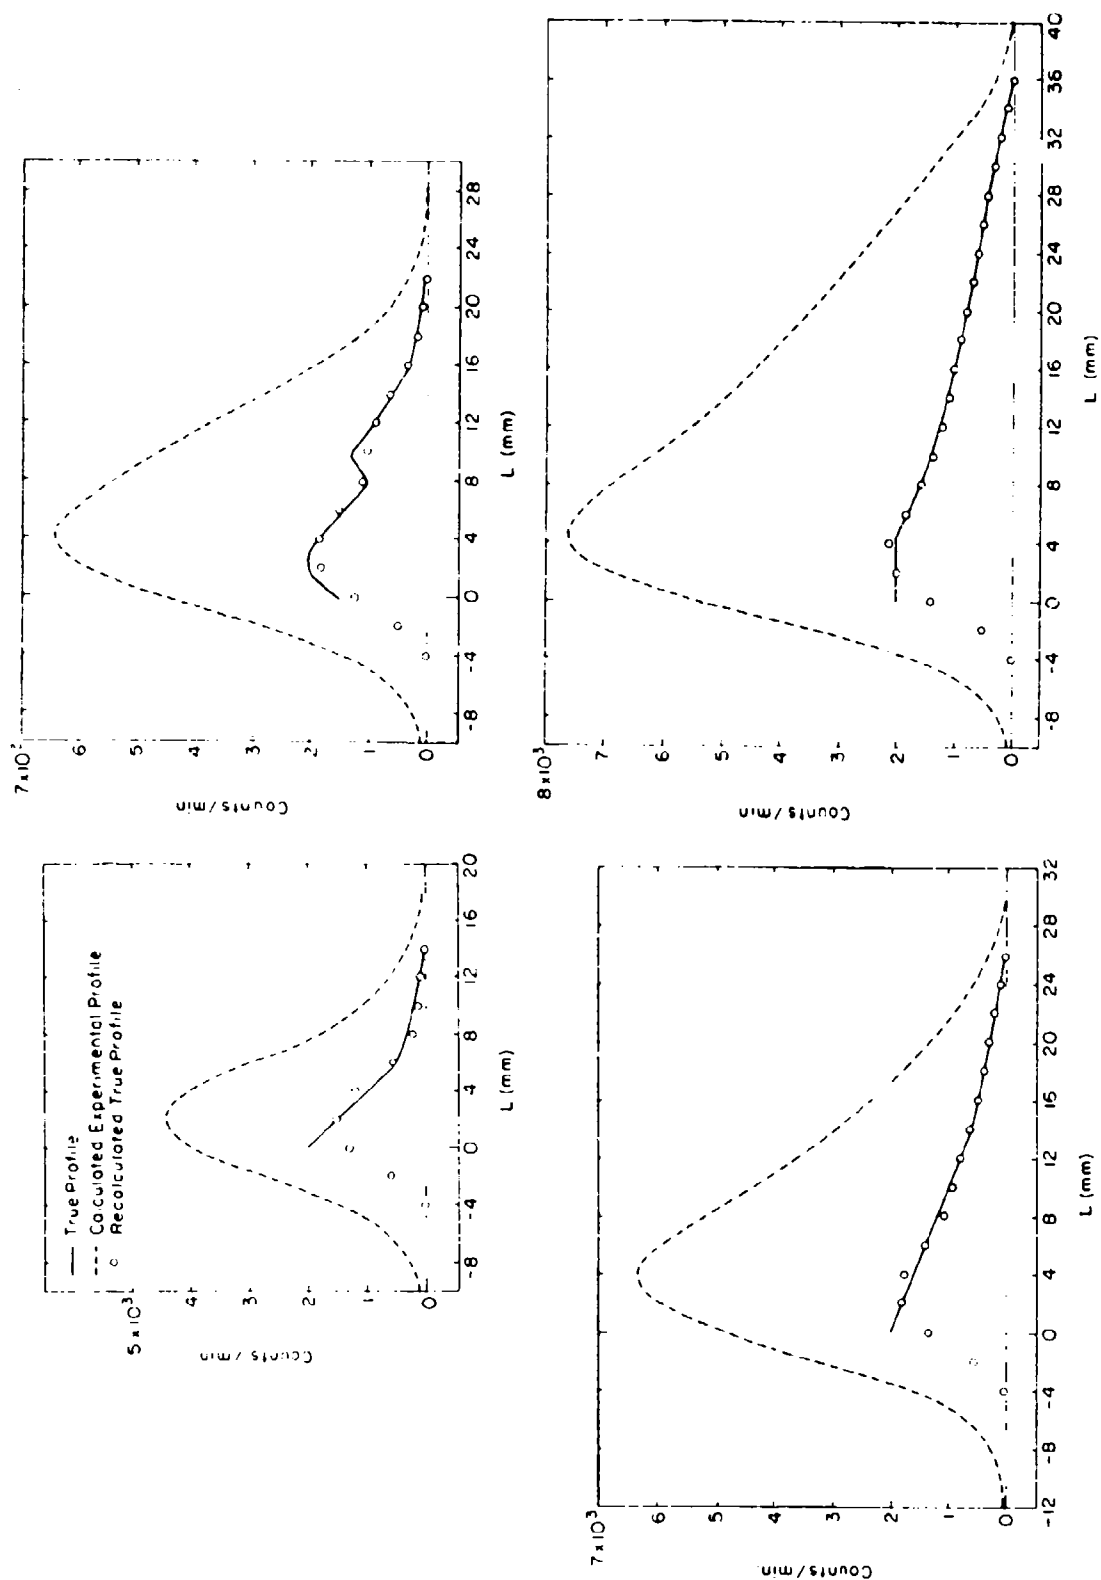 5 x 10³
4
3
2
1
0
Counts/min
— True Profile
--- Calculated Experimental Profile
○ Recalculated True Profile
-8 -4 0 4 8 12 16 20
L (mm)
7 x 10³
6
5
4
3
2
1
0
Counts/min
-8 -4 0 4 8 12 16 20 24 28
L (mm)
7 x 10³
6
5
4
3
2
1
0
Counts/min
-12 -8 -4 0 4 8 12 16 20 24 28 32
L (mm)
8 x 10³
7
6
5
4
3
2
1
0
Counts/min
-8 -4 0 4 8 12 16 20 24 28 32 36 40
L (mm)